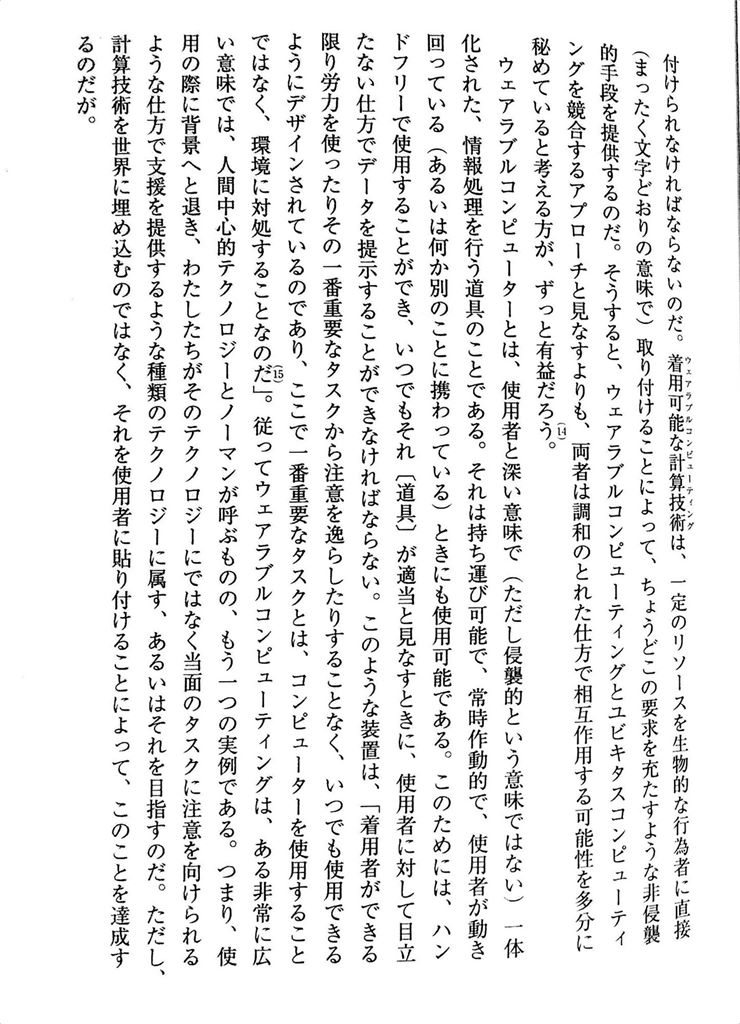 付けられなければならないのだ。着用可能な計算技術は、一定のリソースを生物的な行為者に直接
ウェアラブルコンピューティング
（まったく文字どおりの意味で）取り付けることによって、ちょうどこの要求を充たすような非侵襲
的手段を提供するのだ。そうすると、ウェアラブルコンピューティングとユビキタスコンピューティ
ングを競合するアプローチと見なすよりも、両者は調和のとれた仕方で相互作用する可能性を多分に
秘めていると考える方が、ずっと有益だろう。(14)
ウェアラブルコンピューターとは、使用者と深い意味で（ただし侵襲的という意味ではない）一体
化された、情報処理を行う道具のことである。それは持ち運び可能で、常時作動的で、使用者が動き
回っている（あるいは何か別のことに携わっている）ときにも使用可能である。このためには、ハン
ドフリーで使用することができ、いつでもそれ〔道具〕が適当と見なすときに、使用者に対して目立
たない仕方でデータを提示することができなければならない。このような装置は、「着用者ができる
限り労力を使ったりその一番重要なタスクから注意を逸らしたりすることなく、いつでも使用できる
ようにデザインされているのであり、ここで一番重要なタスクとは、コンピューターを使用すること
ではなく、環境に対処することなのだ」(15)。従ってウェアラブルコンピューティングは、ある非常に広
い意味では、人間中心的テクノロジーとノーマンが呼ぶものの、もう一つの実例である。つまり、使
用の際に背景へと退き、わたしたちがそのテクノロジーにではなく当面のタスクに注意を向けられる
ような仕方で支援を提供するような種類のテクノロジーに属す、あるいはそれを目指すのだ。ただし、
計算技術を世界に埋め込むのではなく、それを使用者に貼り付けることによって、このことを達成す
るのだが。